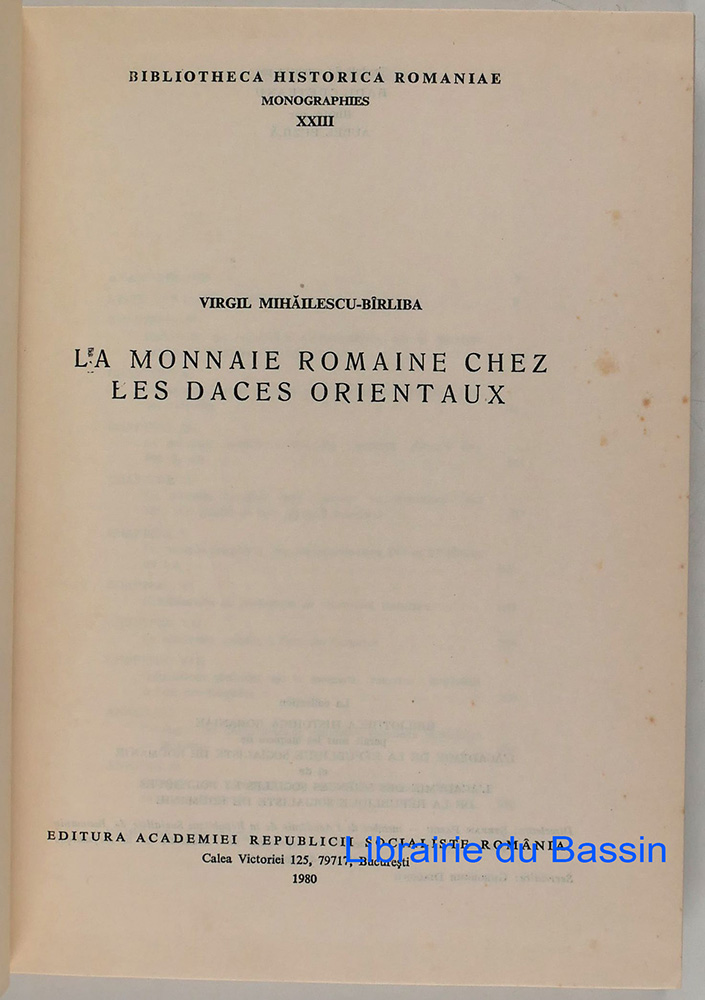 BIBLIOTHECA HISTORICA ROMANIAE
MONOGRAPHIES
XXIII
VIRGIL MIHĂILESCU-BÎRLIBA
LA MONNAIE ROMAINE CHEZ
LES DACES ORIENTAUX
EDITURA ACADEMIEI REPUBLICII SOCIALISTE ROMÂNIA
Librairie du Bassin
Calea Victoriei 125, 79717, București
1980